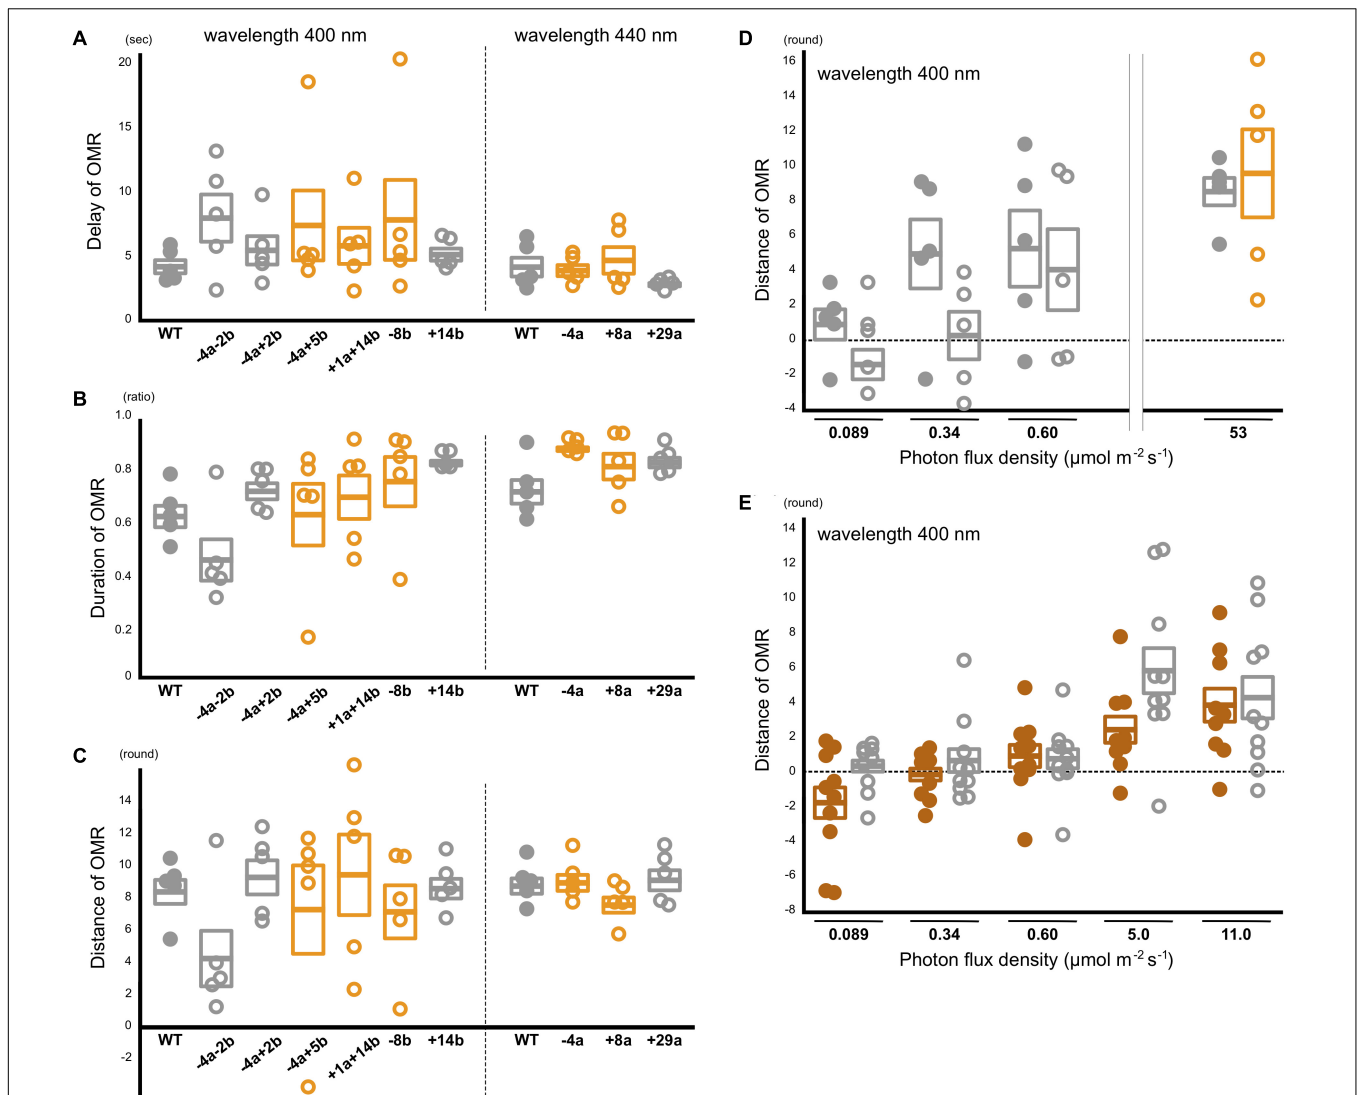 A
(sec)
wavelength 400 nm
wavelength 440 nm
Delay of OMR
20
15
10
5
0
WT
-4a-2b
-4a+2b
-4a+5b
+1a+14b
-8b
+14b
WT
-4a
+8a
+29a
B
(ratio)
Duration of OMR
1.0
0.8
0.6
0.4
0.2
0
WT
-4a-2b
-4a+2b
-4a+5b
+1a+14b
-8b
+14b
WT
-4a
+8a
+29a
C
(round)
Distance of OMR
14
12
10
8
6
4
2
0
-2
WT
-4a-2b
-4a+2b
-4a+5b
+1a+14b
-8b
+14b
WT
-4a
+8a
+29a
D
(round)
wavelength 400 nm
Distance of OMR
16
14
12
10
8
6
4
2
0
-2
-4
0.089
0.34
0.60
53
Photon flux density (μmol m-2 s-1)
E
(round)
wavelength 400 nm
Distance of OMR
14
12
10
8
6
4
2
0
-2
-4
-6
-8
0.089
0.34
0.60
5.0
11.0
Photon flux density (μmol m-2 s-1)